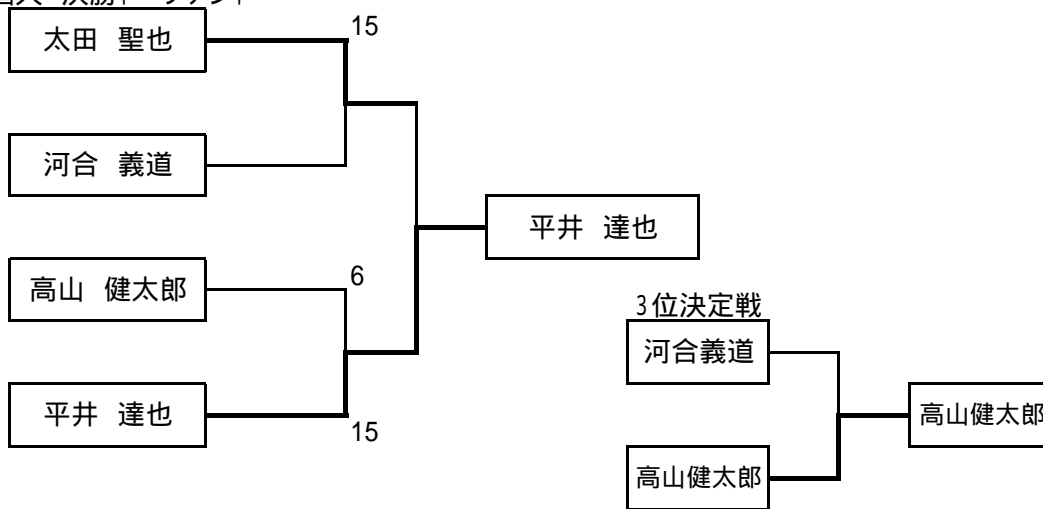 太田 聖也
15
河合 義道
平井 達也
高山 健太郎
6
平井 達也
15
3位決定戦
河合義道
高山健太郎
高山健太郎